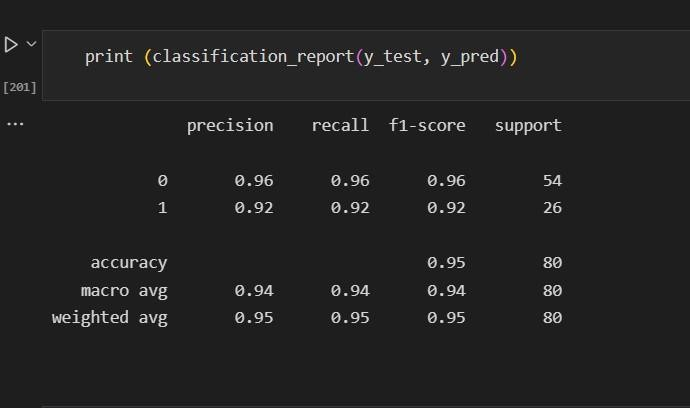 print (classification_report(y_test, y_pred))
[201]
...
precision recall f1-score support
0 0.96 0.96 0.96 54
1 0.92 0.92 0.92 26
accuracy 0.95 80
macro avg 0.94 0.94 0.94 80
weighted avg 0.95 0.95 0.95 80